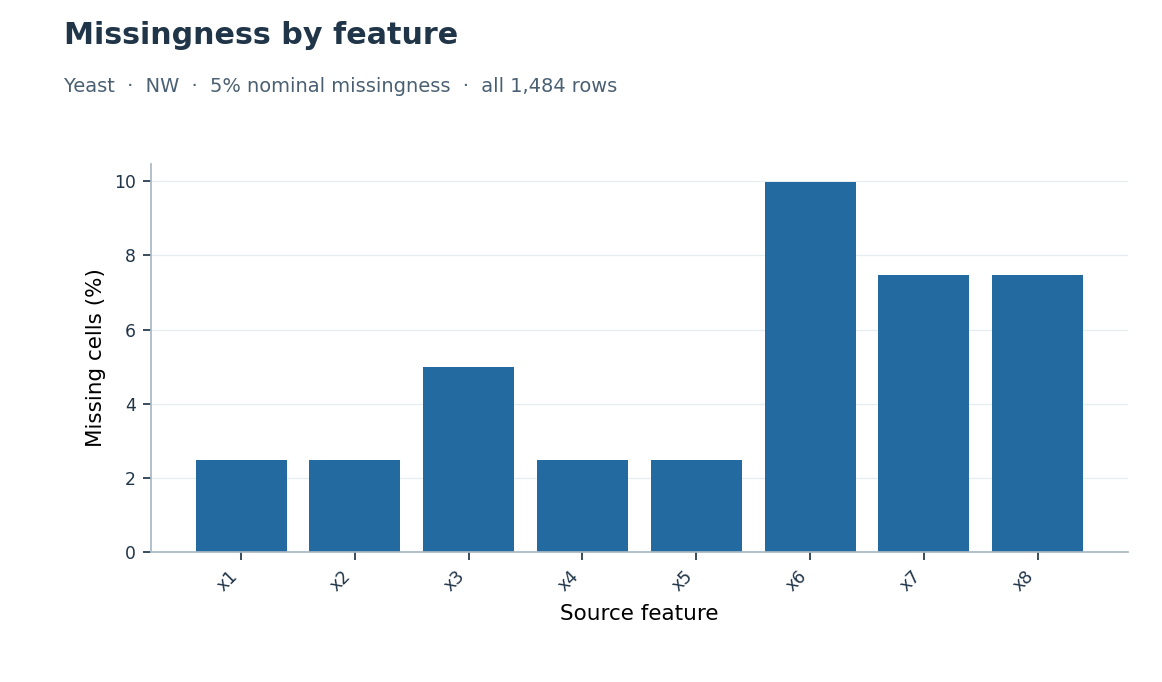 Missingness by feature
Yeast · NW · 5% nominal missingness · all 1,484 rows
10
8
6
4
2
0
Missing cells (%)
x1 x2 x3 x4 x5 x6 x7 x8
Source feature